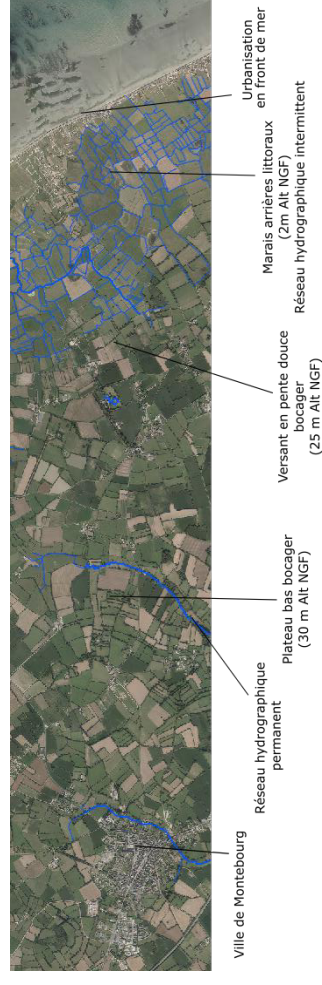 Ville de Montebourg
Réseau hydrographique
permanent
Plateau bas bocager
(30 m Alt NGF)
Versant en pente douce
bocager
(25 m Alt NGF)
Marais arrières littoraux
(2m Alt NGF)
Réseau hydrographique intermittent
Urbanisation
en front de mer